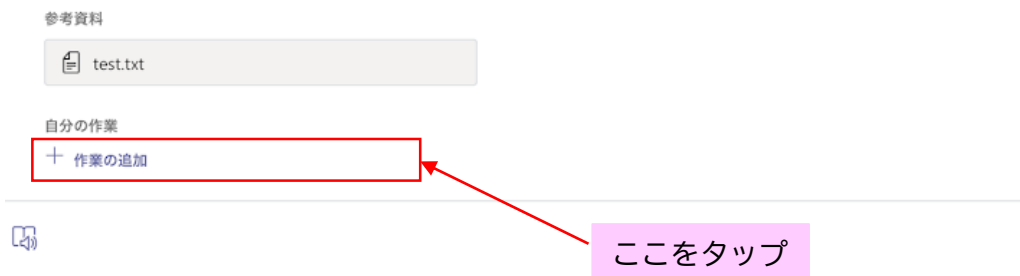 参考資料
test.txt
自分の作業
+ 作業の追加
ここをタップ